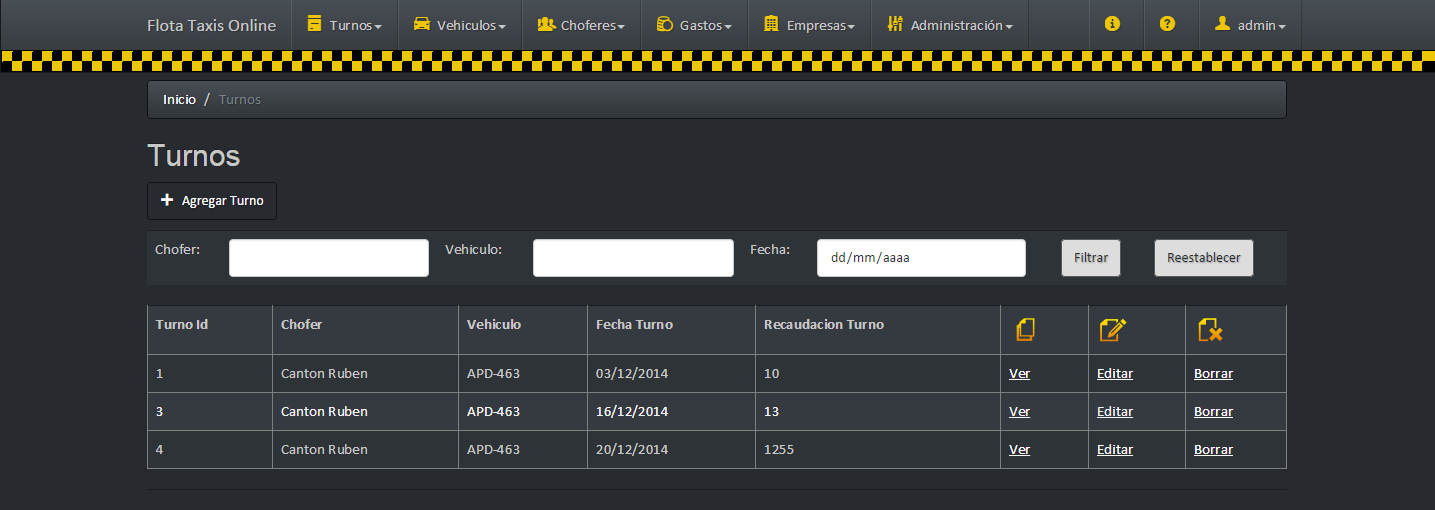 Flota Taxis Online Turnos Vehiculos Choferes Gastos Empresas Administración admin
Inicio / Turnos
Turnos
Agregar Turno
Chofer: Vehiculo: Fecha: dd/mm/aaaa Filtrar Reestablecer
Turno Id Chofer Vehiculo Fecha Turno Recaudacion Turno
1 Canton Ruben APD-463 03/12/2014 10 Ver Editar Borrar
3 Canton Ruben APD-463 16/12/2014 13 Ver Editar Borrar
4 Canton Ruben APD-463 20/12/2014 1255 Ver Editar Borrar